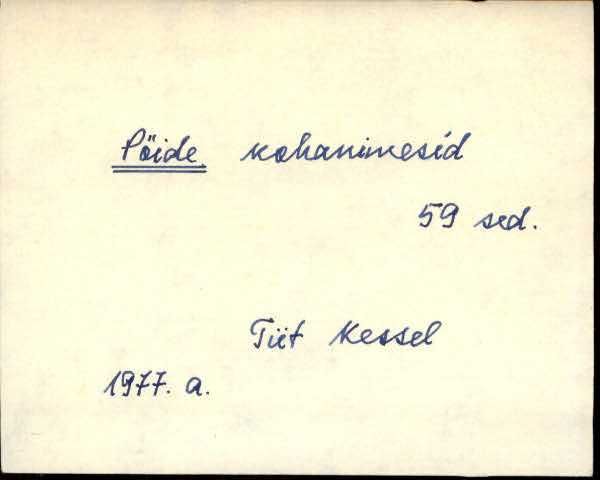 Pöide kohanimesid
59 sed.
Tiit Kessel
1977. a.